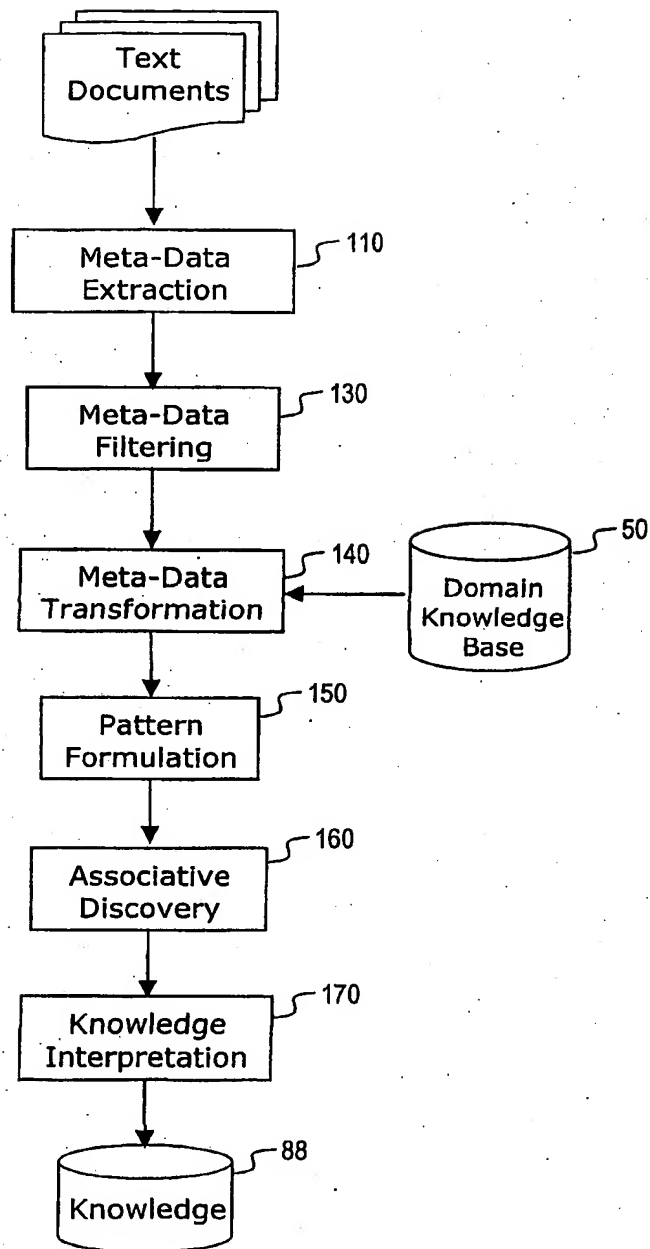 Text
Documents
110
Meta-Data
Extraction
130
Meta-Data
Filtering
140
Meta-Data
Transformation
50
Domain
Knowledge
Base
150
Pattern
Formulation
160
Associative
Discovery
170
Knowledge
Interpretation
88
Knowledge